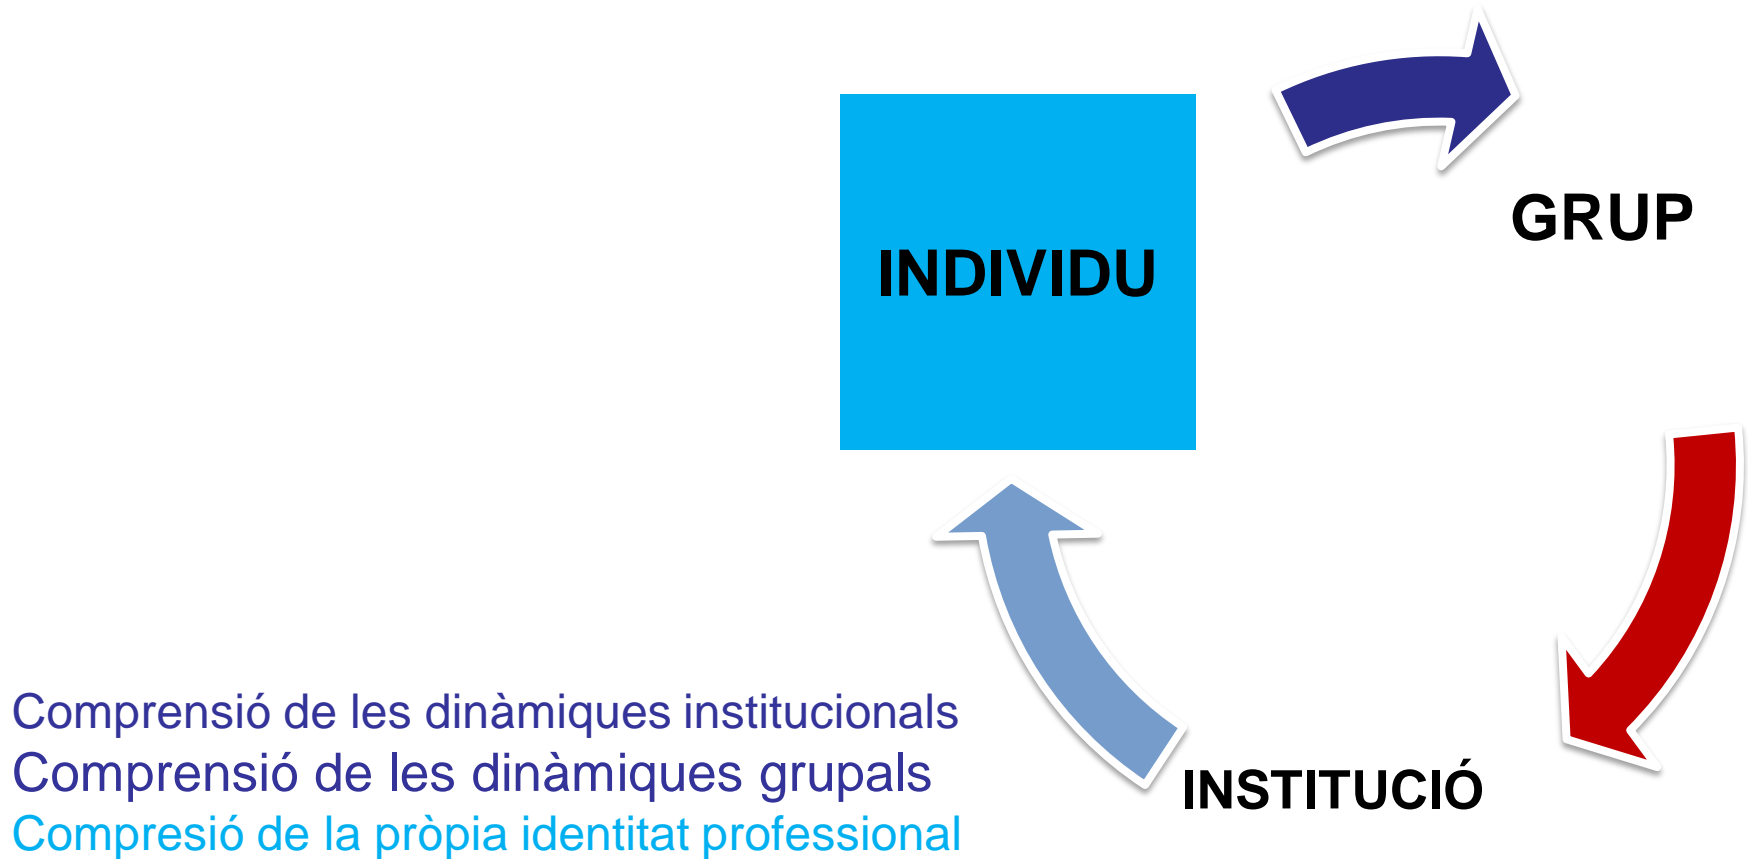 GRUP
INDIVIDU
Comprensió de les dinàmiques institucionals
Comprensió de les dinàmiques grupals
INSTITUCIÓ
Compresió de la pròpia identitat professional